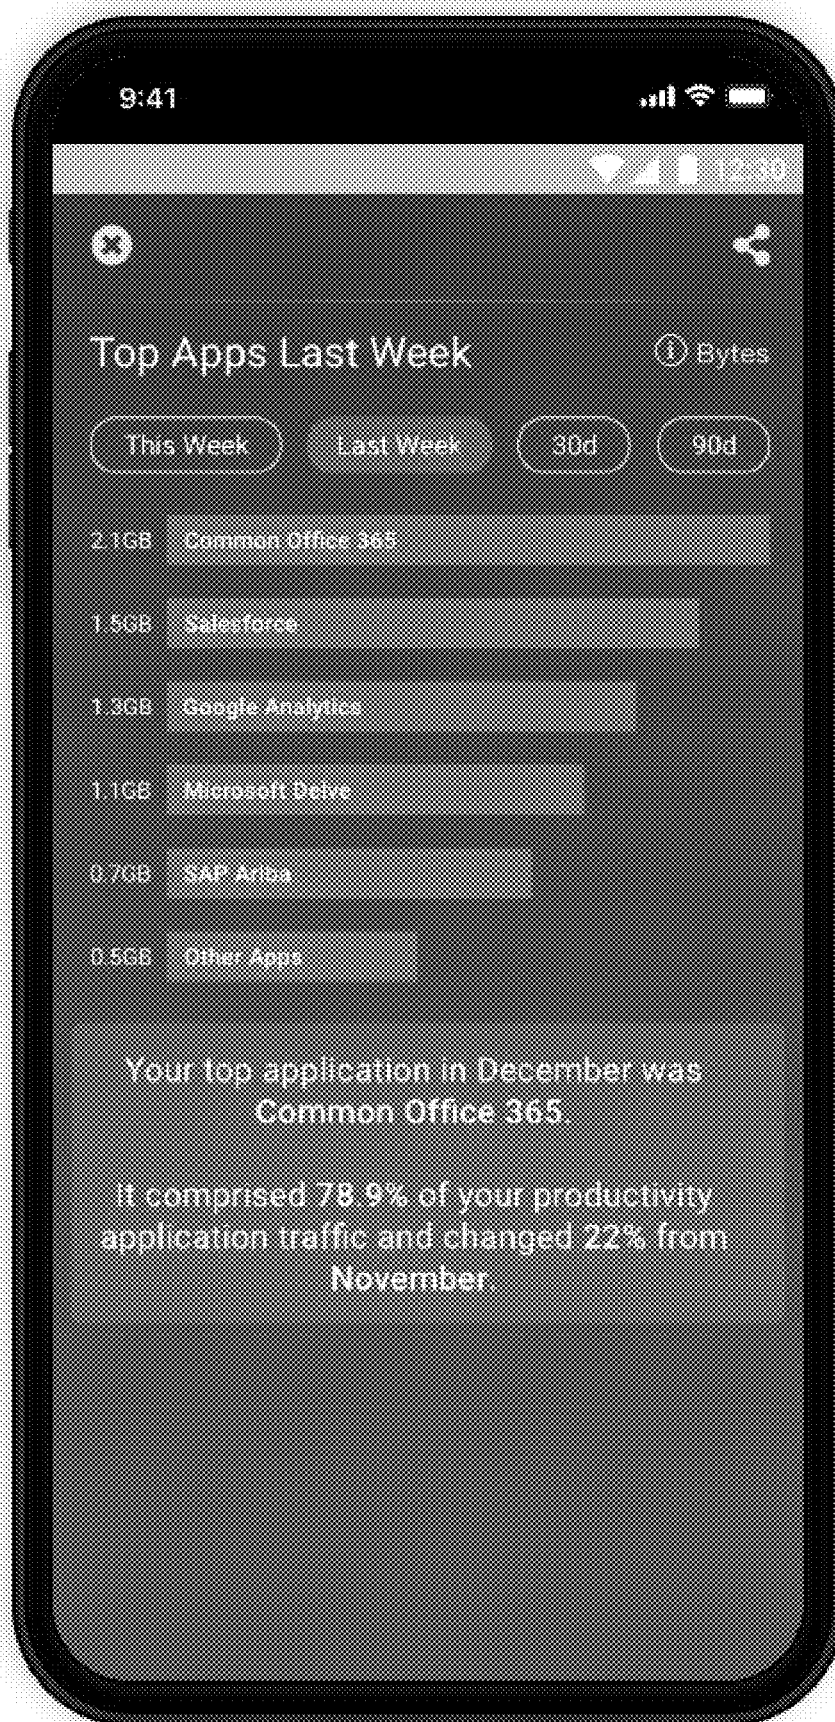 9:41
12:30
Top Apps Last Week
Bytes
This Week
Last Week
30d
90d
2.1GB Common Office 365
1.5GB Salesforce
1.3GB Google Analytics
1.1GB Microsoft Delve
0.7GB SAP Ariba
0.5GB Other Apps
Your top application in December was
Common Office 365.
It comprised 78.9% of your productivity
application traffic and changed 22% from
November.